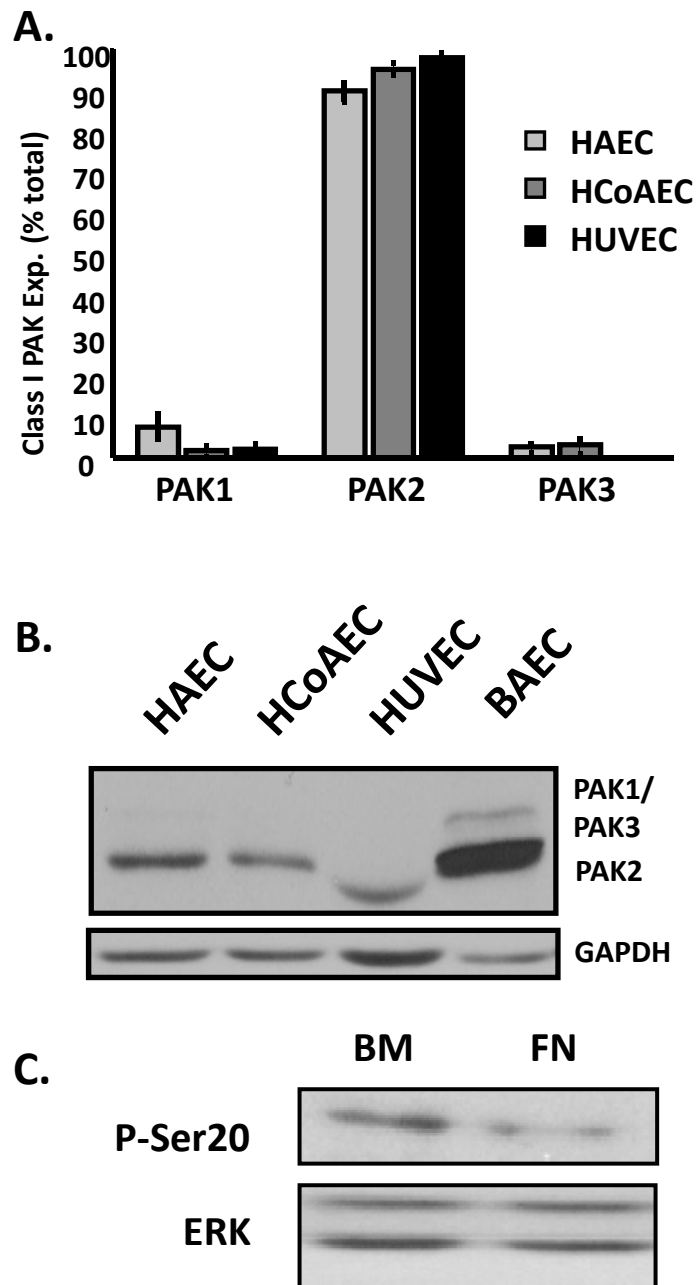 A.
Class I PAK Exp. (% total)
100
90
80
70
60
50
40
30
20
10
0
HAEC
HCoAEC
HUVEC
PAK1 PAK2 PAK3
B.
HAEC HCoAEC HUVEC BAEC
PAK1/
PAK3
PAK2
GAPDH
C.
BM FN
P-Ser20
ERK